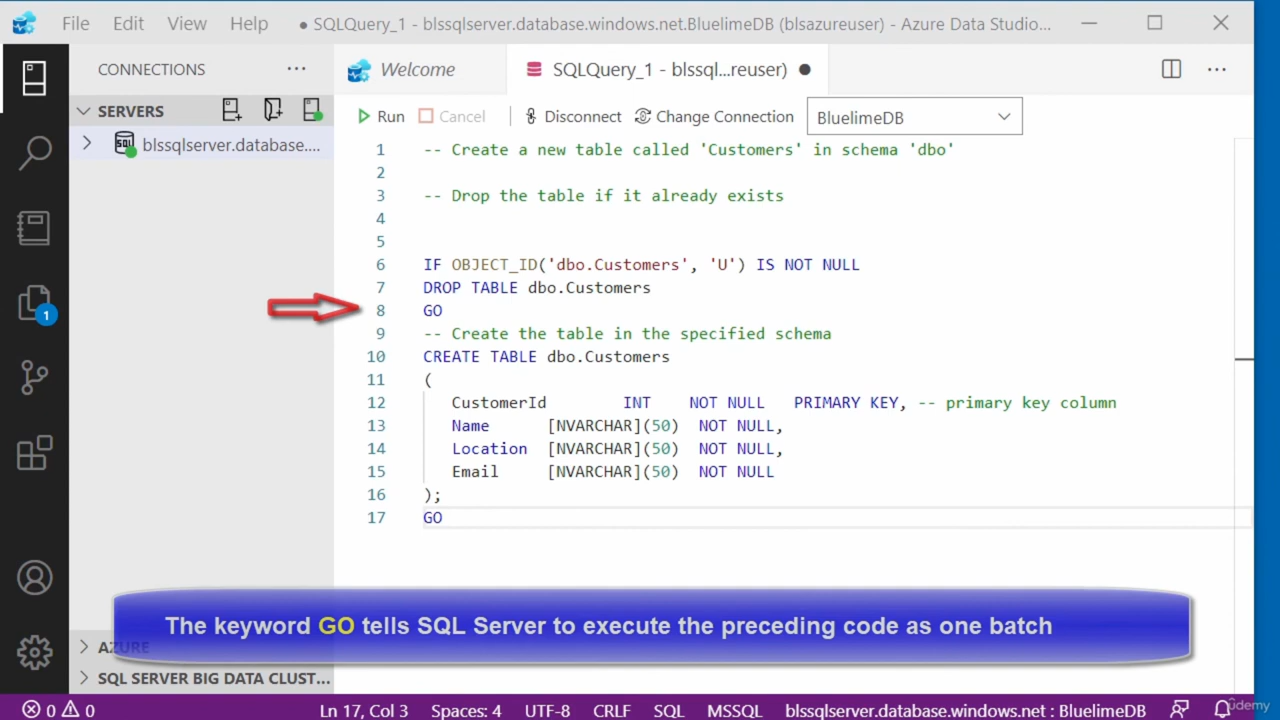 File Edit View Help ● SQLQuery_1 - blssqlserver.database.windows.net.BluelimeDB (blsazureuser) - Azure Data Studio...
CONNECTIONS ...
Welcome
SQLQuery_1 - blssql...reuser) ●
SERVERS
blssqlserver.database....
Run Cancel Disconnect Change Connection BluelimeDB
1 -- Create a new table called 'Customers' in schema 'dbo'
2
3 -- Drop the table if it already exists
4
5
6 IF OBJECT_ID('dbo.Customers', 'U') IS NOT NULL
7 DROP TABLE dbo.Customers
8 GO
9 -- Create the table in the specified schema
10 CREATE TABLE dbo.Customers
11 (
12 CustomerId INT NOT NULL PRIMARY KEY, -- primary key column
13 Name [NVARCHAR](50) NOT NULL,
14 Location [NVARCHAR](50) NOT NULL,
15 Email [NVARCHAR](50) NOT NULL
16 );
17 GO
SQL
1
The keyword GO tells SQL Server to execute the preceding code as one batch
AZURE
SQL SERVER BIG DATA CLUST...
0 0 Ln 17, Col 3 Spaces: 4 UTF-8 CRLF SQL MSSQL blssqlserver.database.windows.net : BluelimeDB
udemy